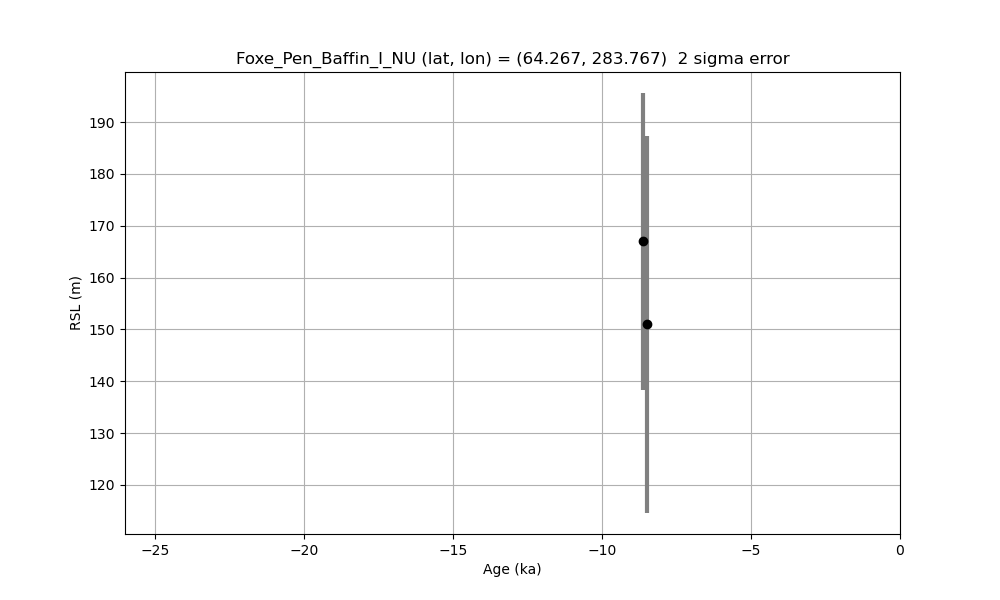 Foxe_Pen_Baffin_I_NU (lat, lon) = (64.267, 283.767)  2 sigma error
RSL (m)
190
180
170
160
150
140
130
120
−25 −20 −15 −10 −5 0
Age (ka)